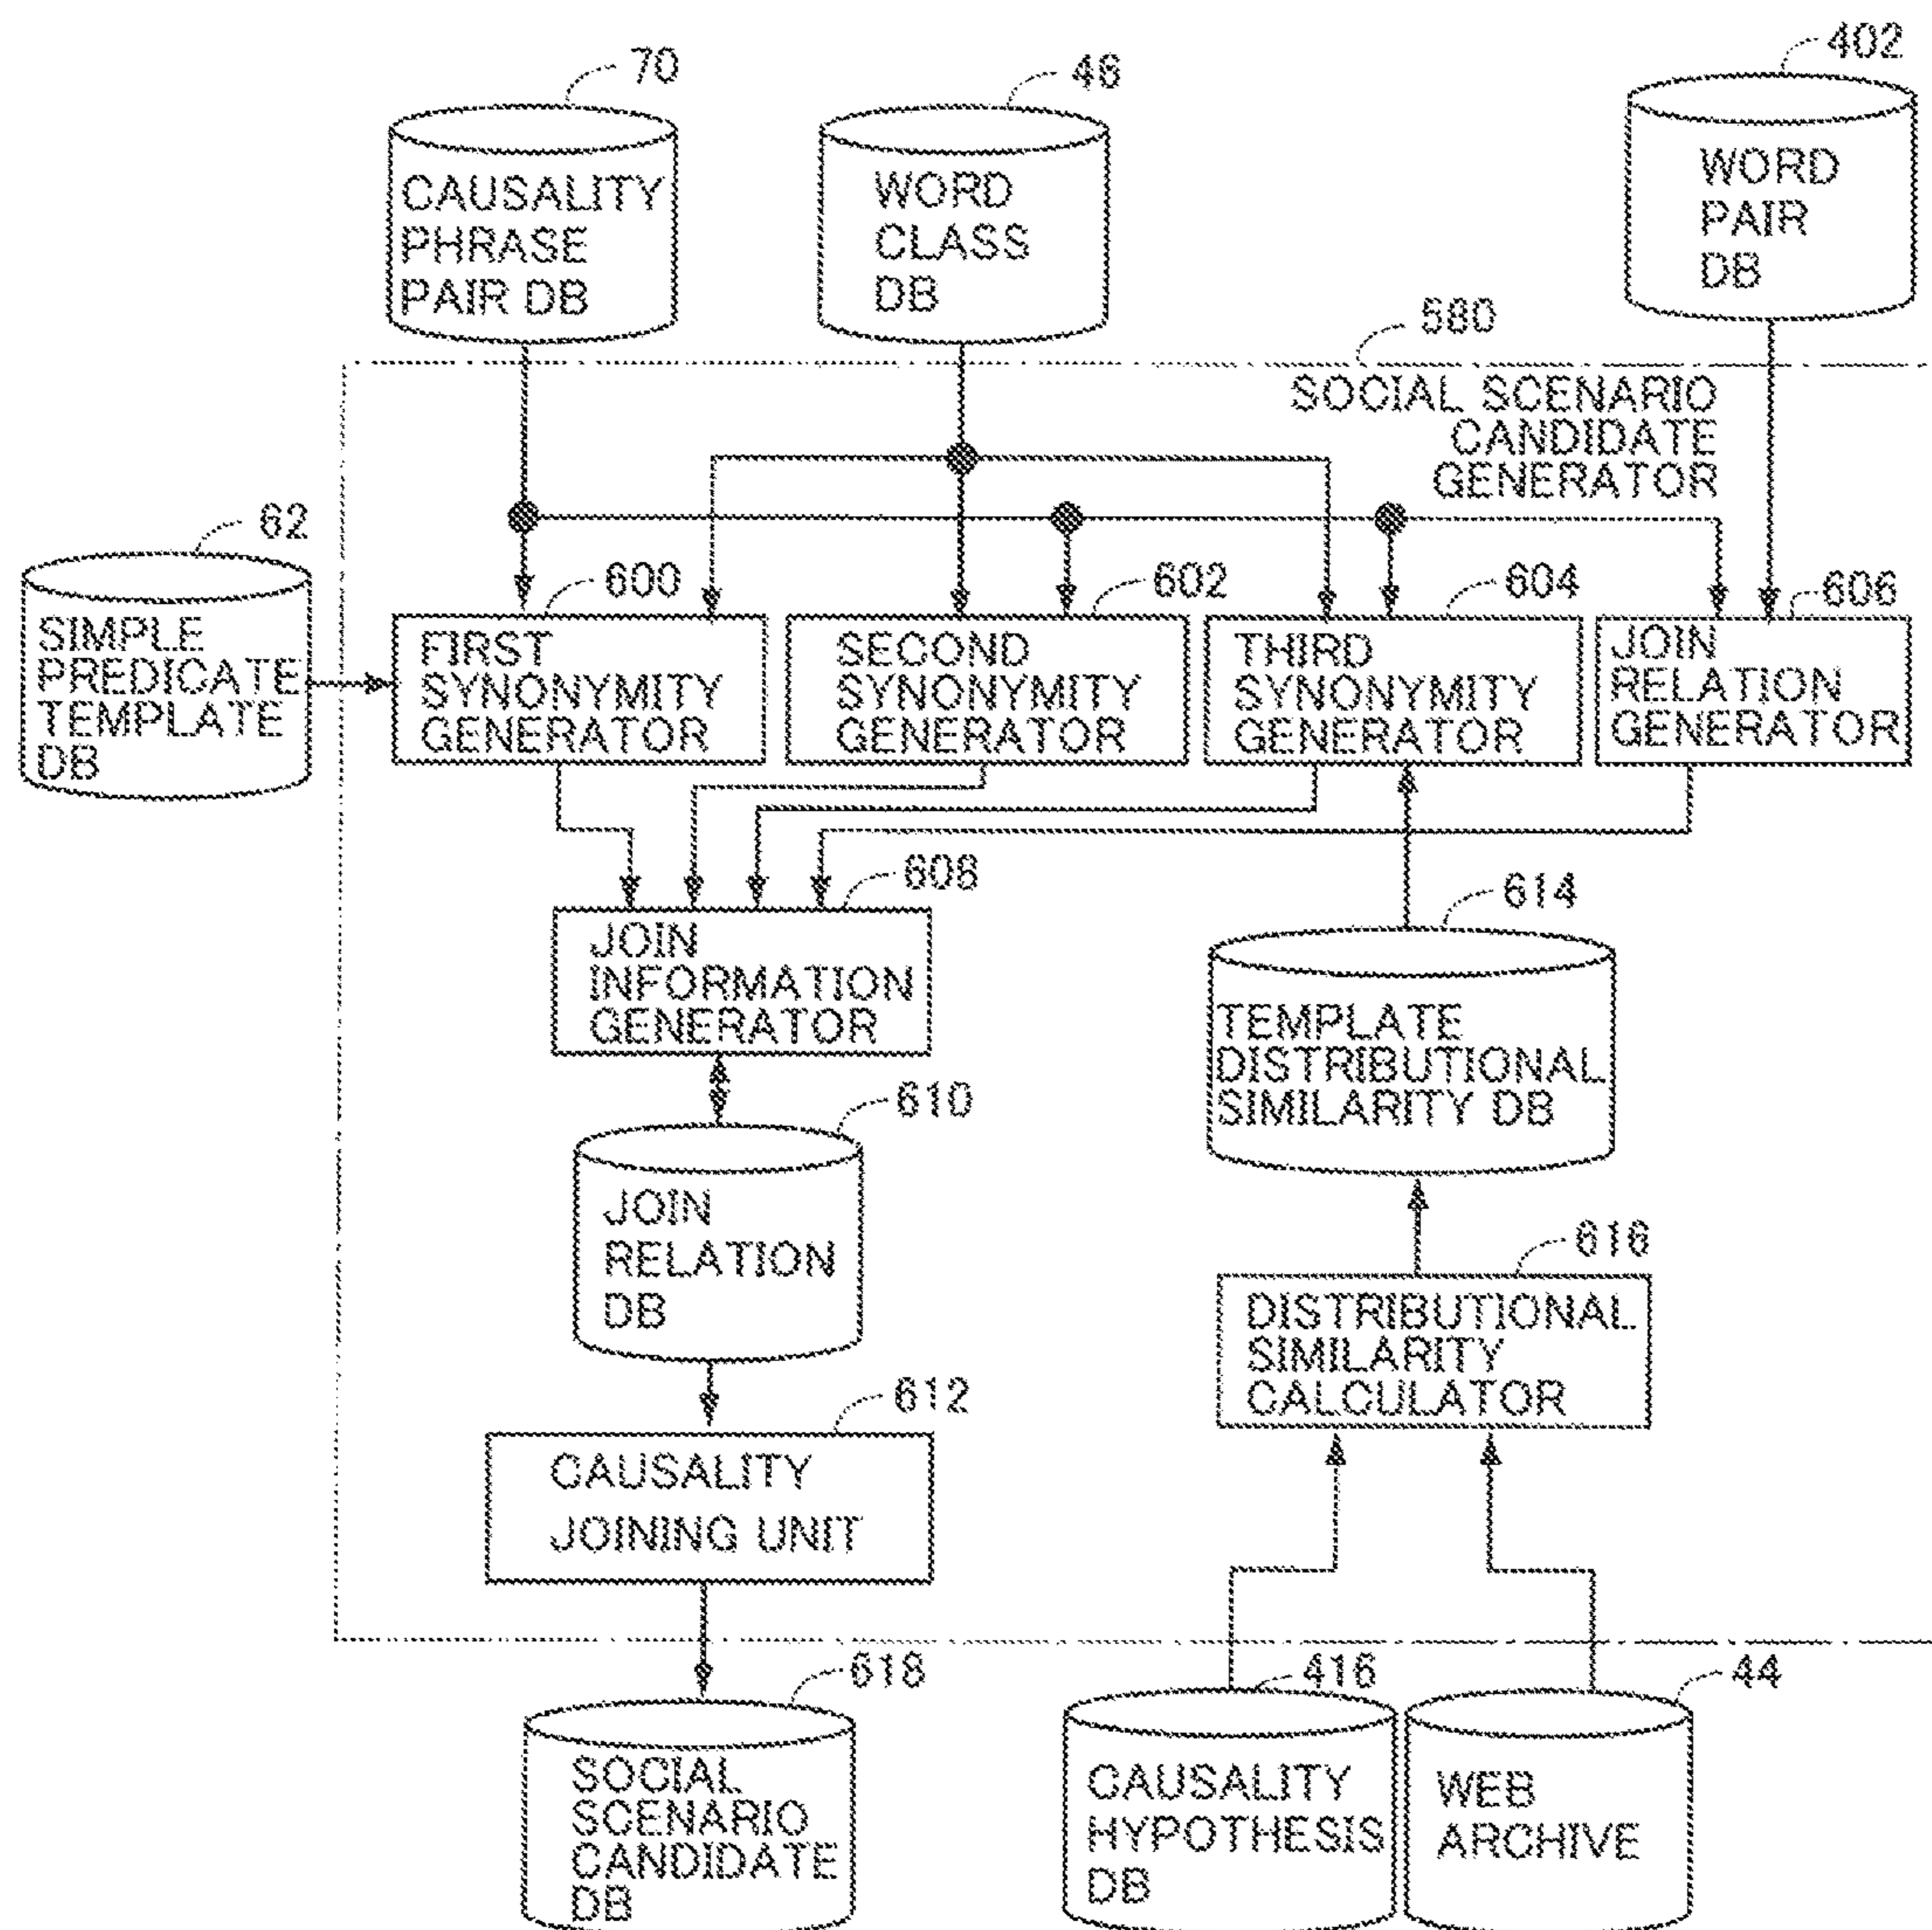 70
46
402
CAUSALITY
PHRASE
PAIR DB
WORD
CLASS
DB
WORD
PAIR
DB
580
SOCIAL SCENARIO
CANDIDATE
GENERATOR
62
SIMPLE
PREDICATE
TEMPLATE
DB
600
FIRST
SYNONYMITY
GENERATOR
602
SECOND
SYNONYMITY
GENERATOR
604
THIRD
SYNONYMITY
GENERATOR
606
JOIN
RELATION
GENERATOR
608
JOIN
INFORMATION
GENERATOR
614
TEMPLATE
DISTRIBUTIONAL
SIMILARITY DB
610
JOIN
RELATION
DB
616
DISTRIBUTIONAL
SIMILARITY
CALCULATOR
612
CAUSALITY
JOINING UNIT
618
SOCIAL
SCENARIO
CANDIDATE
DB
416
CAUSALITY
HYPOTHESIS
DB
44
WEB
ARCHIVE